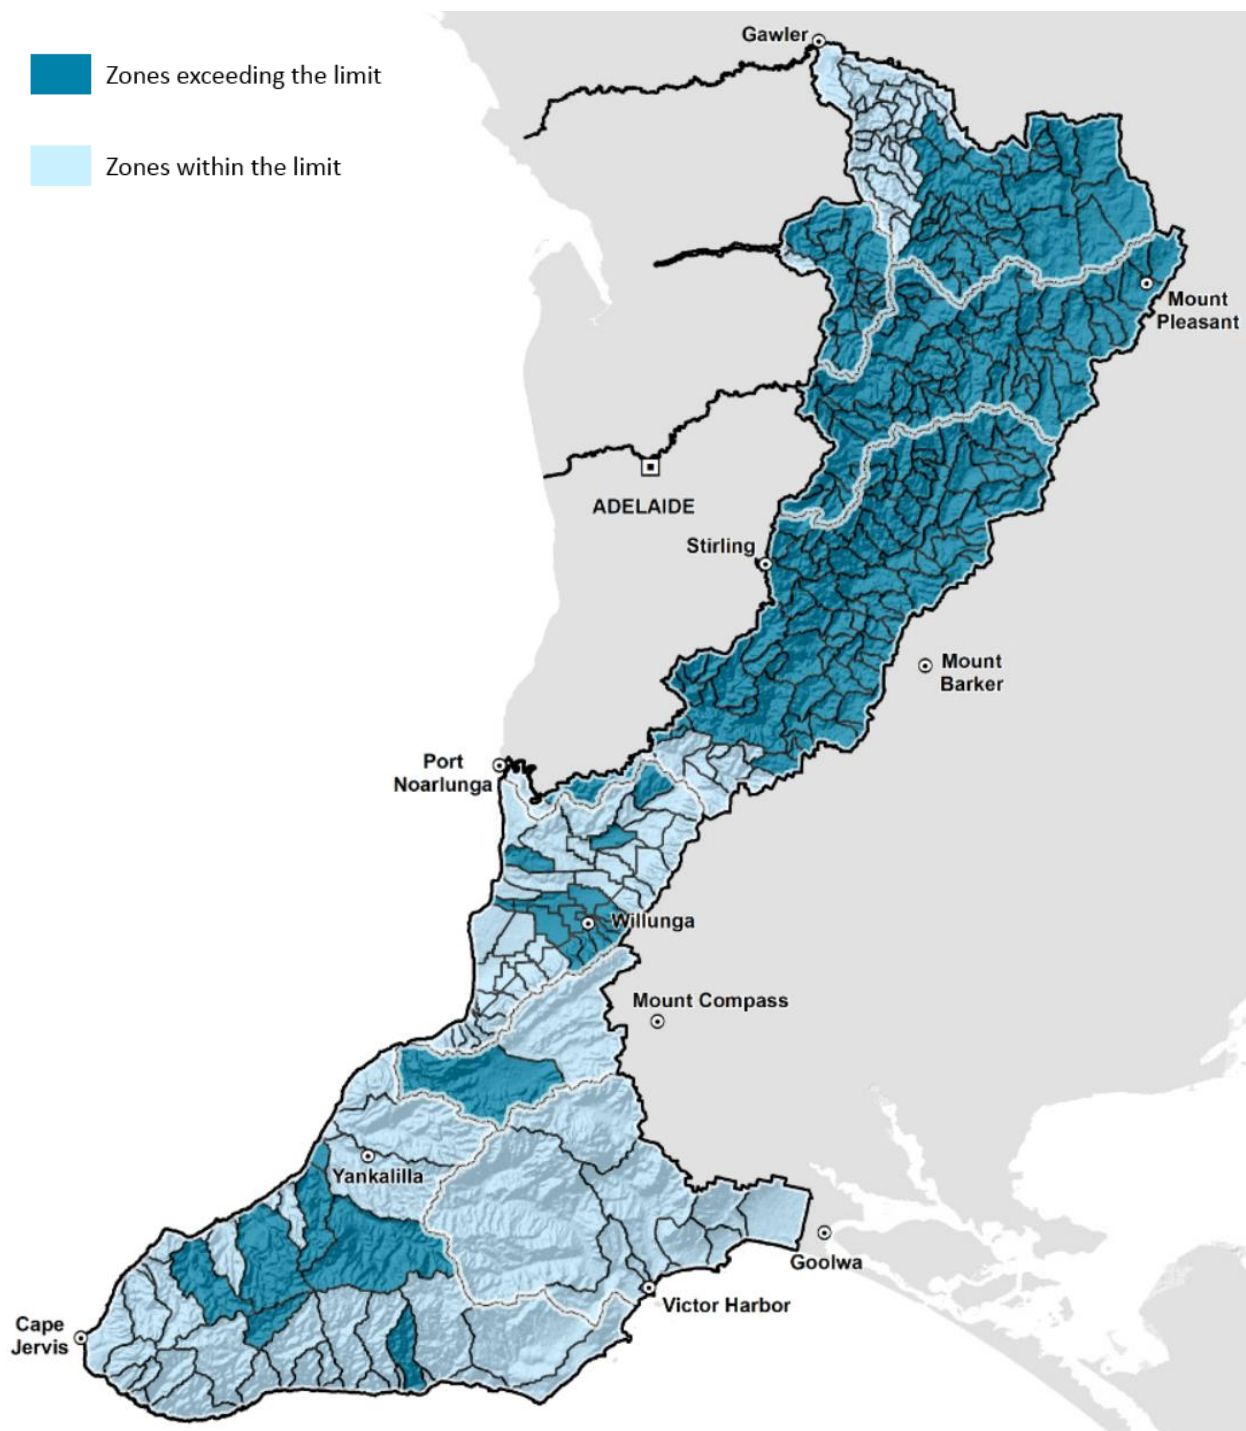 Gawler
Zones exceeding the limit
Zones within the limit
Mount
Pleasant
ADELAIDE
Stirling
Mount
Barker
Port
Noarlunga
Willunga
Mount Compass
Yankalilla
Goolwa
Victor Harbor
Cape
Jervis